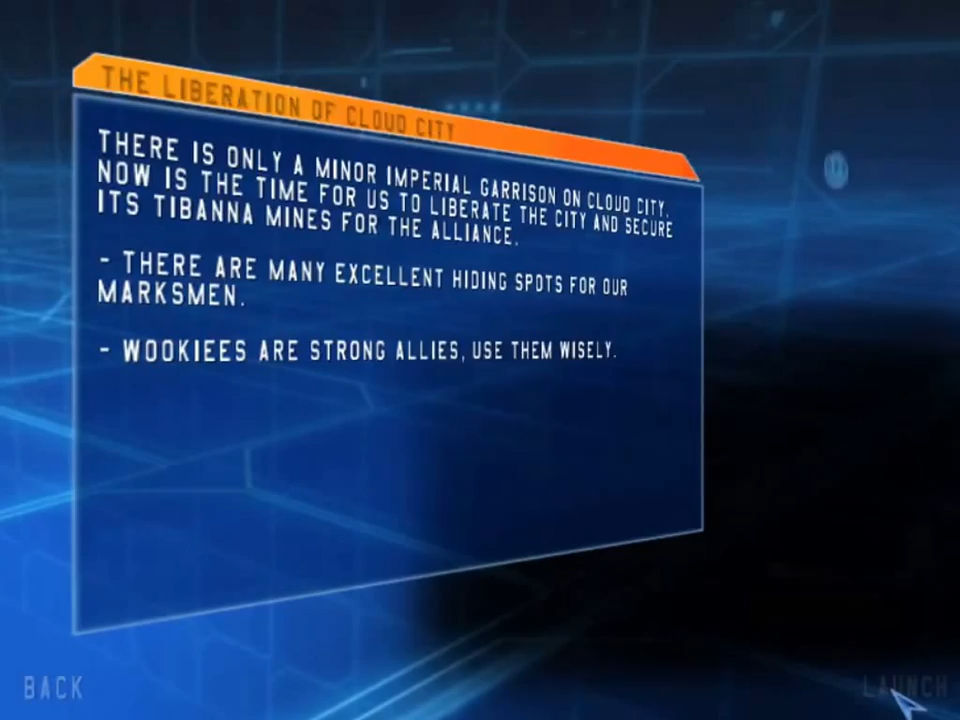 THE LIBERATION OF CLOUD CITY
THERE IS ONLY A MINOR IMPERIAL GARRISON ON CLOUD CITY.
NOW IS THE TIME FOR US TO LIBERATE THE CITY AND SECURE
ITS TIBANNA MINES FOR THE ALLIANCE.
- THERE ARE MANY EXCELLENT HIDING SPOTS FOR OUR
MARKSMEN.
- WOOKIEES ARE STRONG ALLIES, USE THEM WISELY.
BACK
LAUNCH